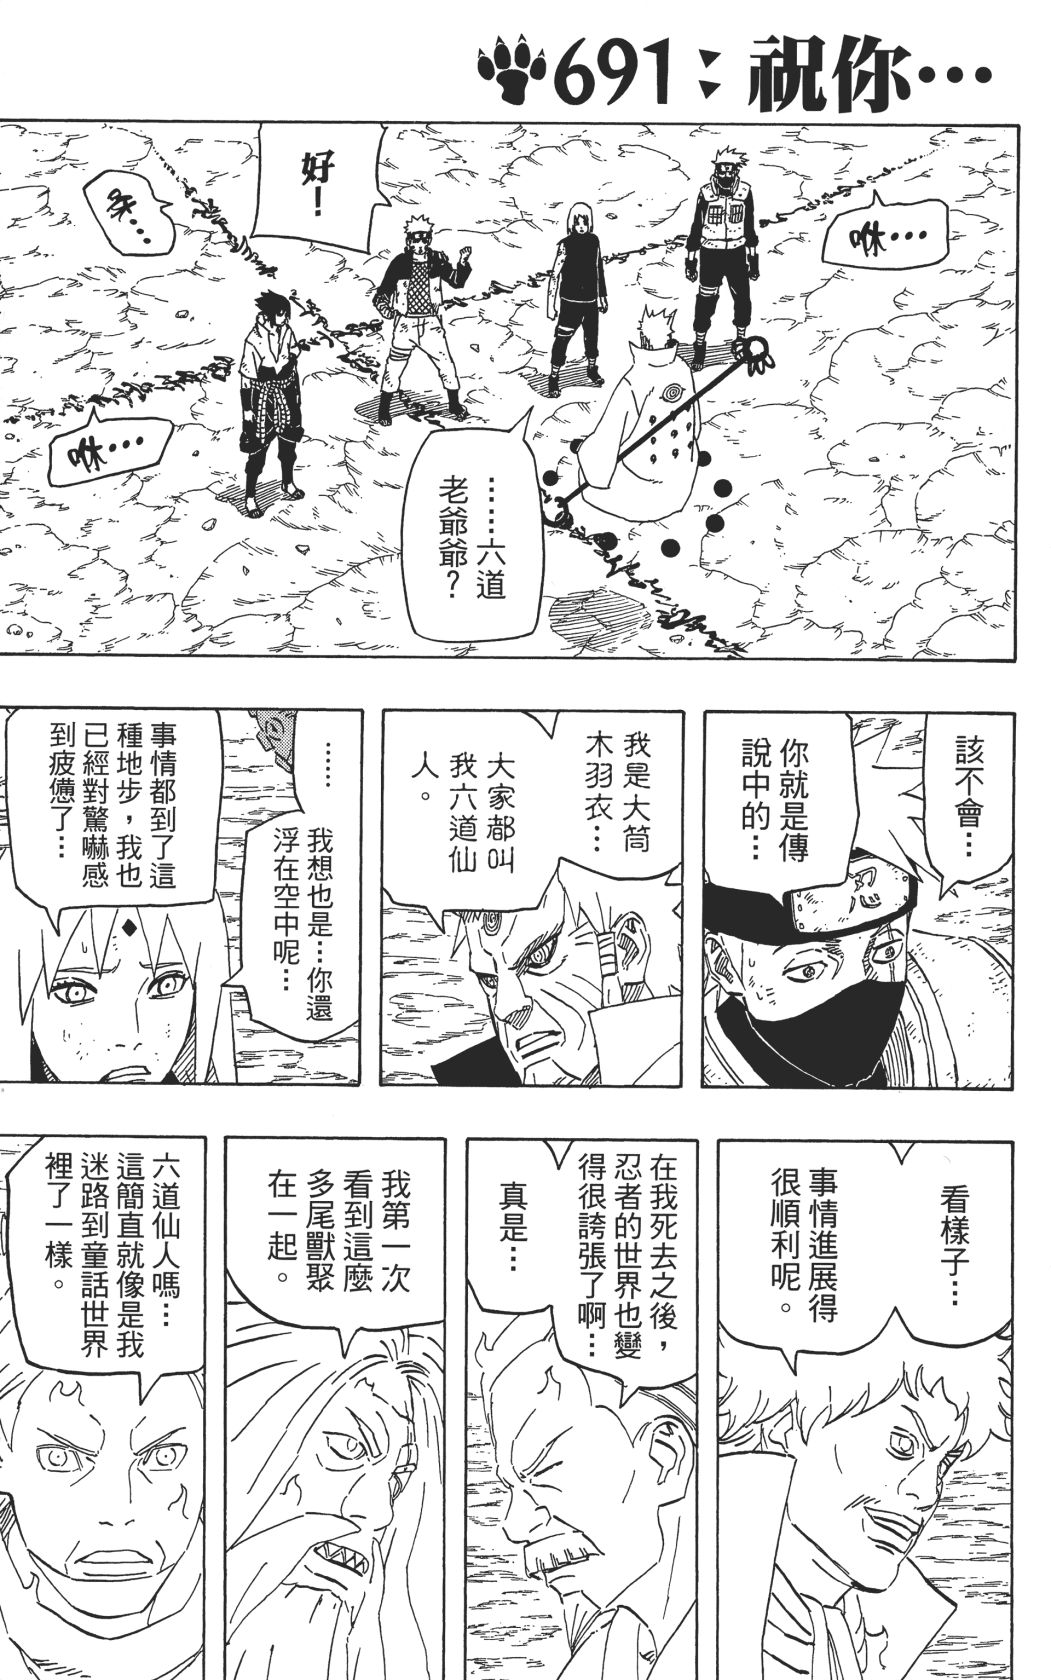 691：祝你…
咻…
好！
柔…
咻…
……六道
老爺爺？
該不會…
你就是傳
說中的…
我是大筒
木羽衣…
大家都叫
我六道仙
人。
……
我想也是…你還
浮在空中呢…
事情都到了這
種地步，我也
已經對驚嚇感
到疲憊了…
看樣子…
事情進展得
很順利呢。
在我死去之後，
忍者的世界也變
得很誇張了啊…
真是…
我第一次
看到這麼
多尾獸聚
在一起。
六道仙人嗎…
這簡直就像是我
迷路到童話世界
裡了一樣。